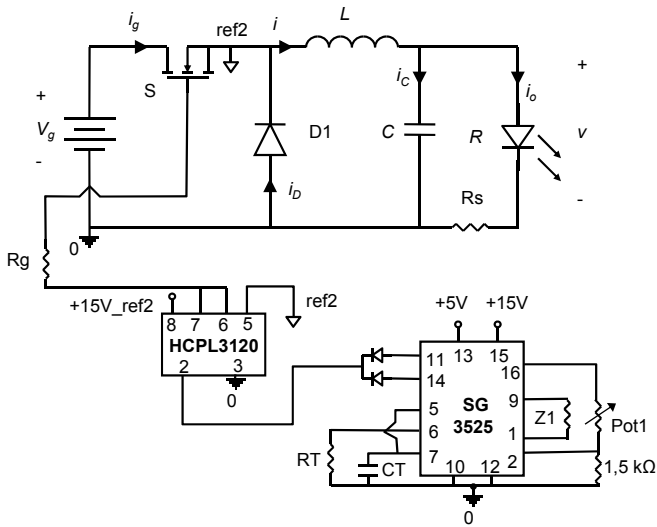 i_g
ref2
i
L
S
+
V_g
-
D1
i_D
i_C
C
i_o
R
+
v
-
Rs
0
Rg
+15V_ref2
8 7 6 5
ref2
HCPL3120
2 3
0
+5V +15V
11 13 15 16
14
SG
3525
5
6
7
9
1
2
10 12
Z1
Pot1
RT
CT
1,5 kΩ
0